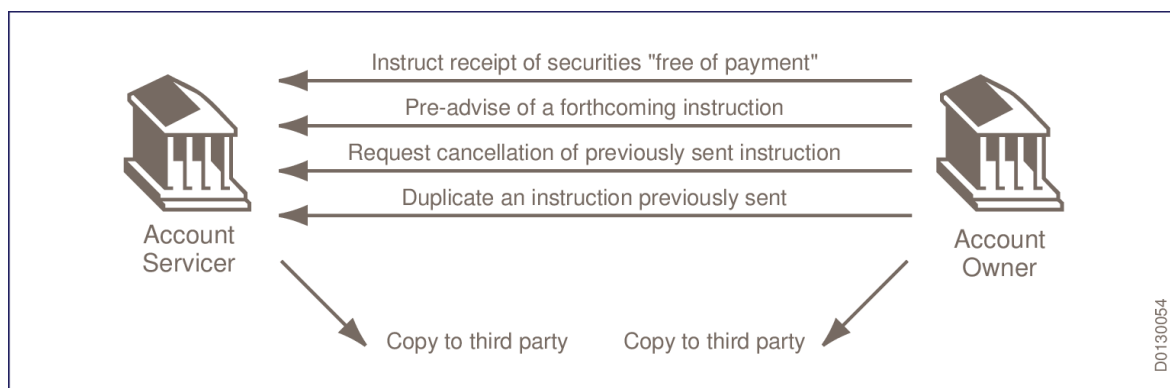 Instruct receipt of securities "free of payment"
Pre-advise of a forthcoming instruction
Request cancellation of previously sent instruction
Duplicate an instruction previously sent
Account
Servicer
Account
Owner
Copy to third party
Copy to third party
D0130054